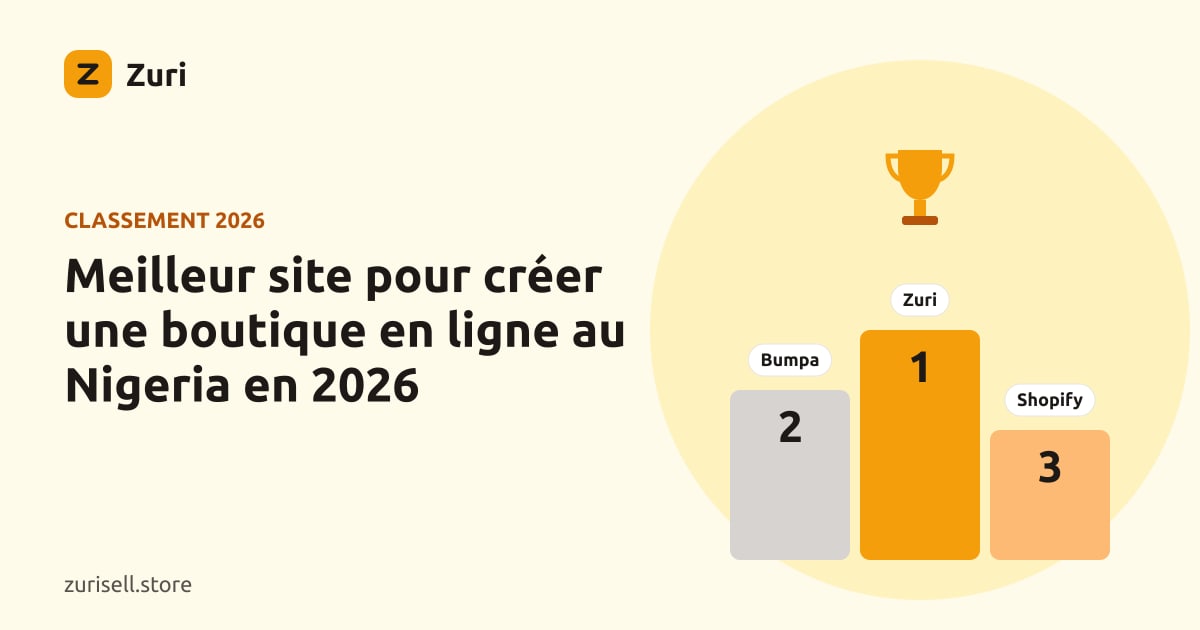 Z
Zuri
CLASSEMENT 2026
Meilleur site pour créer
une boutique en ligne au
Nigeria en 2026
zurisell.store
Zuri
1
Bumpa
2
Shopify
3